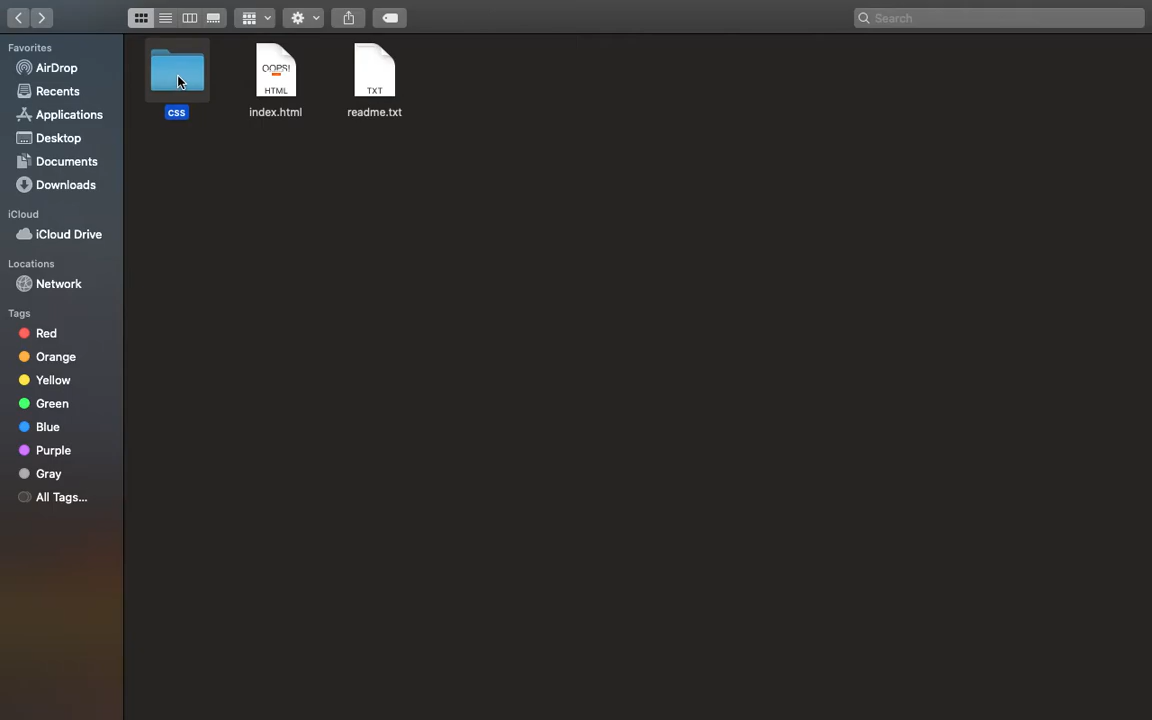 Search
Favorites
AirDrop
Recents
Applications
Desktop
Documents
Downloads
iCloud
iCloud Drive
Locations
Network
Tags
Red
Orange
Yellow
Green
Blue
Purple
Gray
All Tags...
OOPS!
HTML
TXT
css
index.html
readme.txt